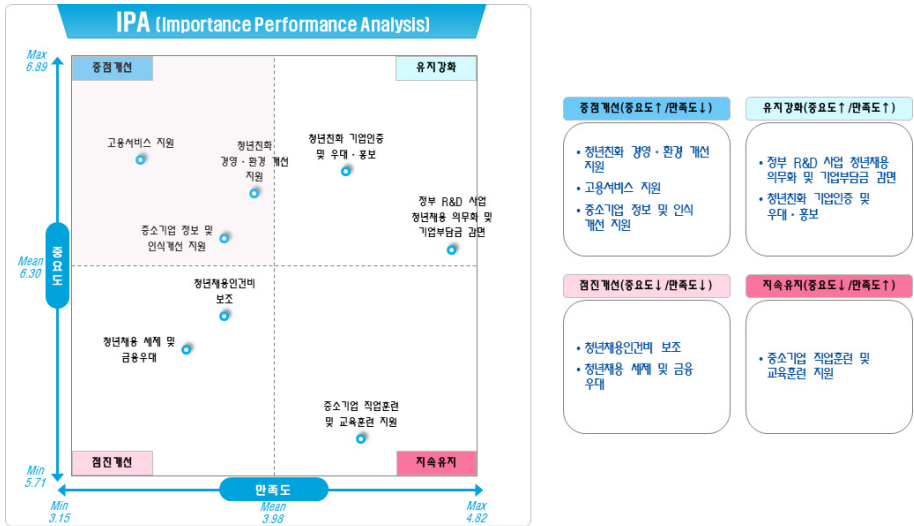 IPA (Importance Performance Analysis)
Max
6.89
중점개선
유지강화
고용서비스 지원
청년친화
경영·환경 개선
지원
청년친화 기업인증
및 우대·홍보
정부 R&D 사업
청년채용 의무화 및
기업부담금 감면
중소기업 정보 및
인식개선 지원
Mean
6.30
중요도
청년채용인건비
보조
청년채용 세제 및
금융우대
중소기업 직업훈련
및 교육훈련 지원
점진개선
지속유지
Min
5.71
만족도
Min
3.15
Mean
3.98
Max
4.82
중점개선(중요도↑/만족도↓)
• 청년친화 경영·환경 개선
지원
• 고용서비스 지원
• 중소기업 정보 및 인식
개선 지원
유지강화(중요도↑/만족도↑)
• 정부 R&D 사업 청년채용
의무화 및 기업부담금 감면
• 청년친화 기업인증 및
우대·홍보
점진개선(중요도↓/만족도↓)
• 청년채용인건비 보조
• 청년채용 세제 및 금융
우대
지속유지(중요도↓/만족도↑)
• 중소기업 직업훈련 및
교육훈련 지원